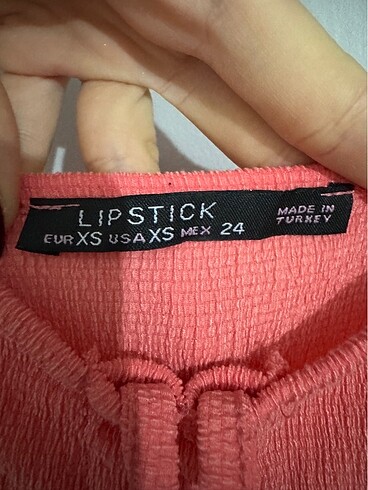 LIPSTICK
EUR XS USA XS MEX 24
MADE IN
TURKEY